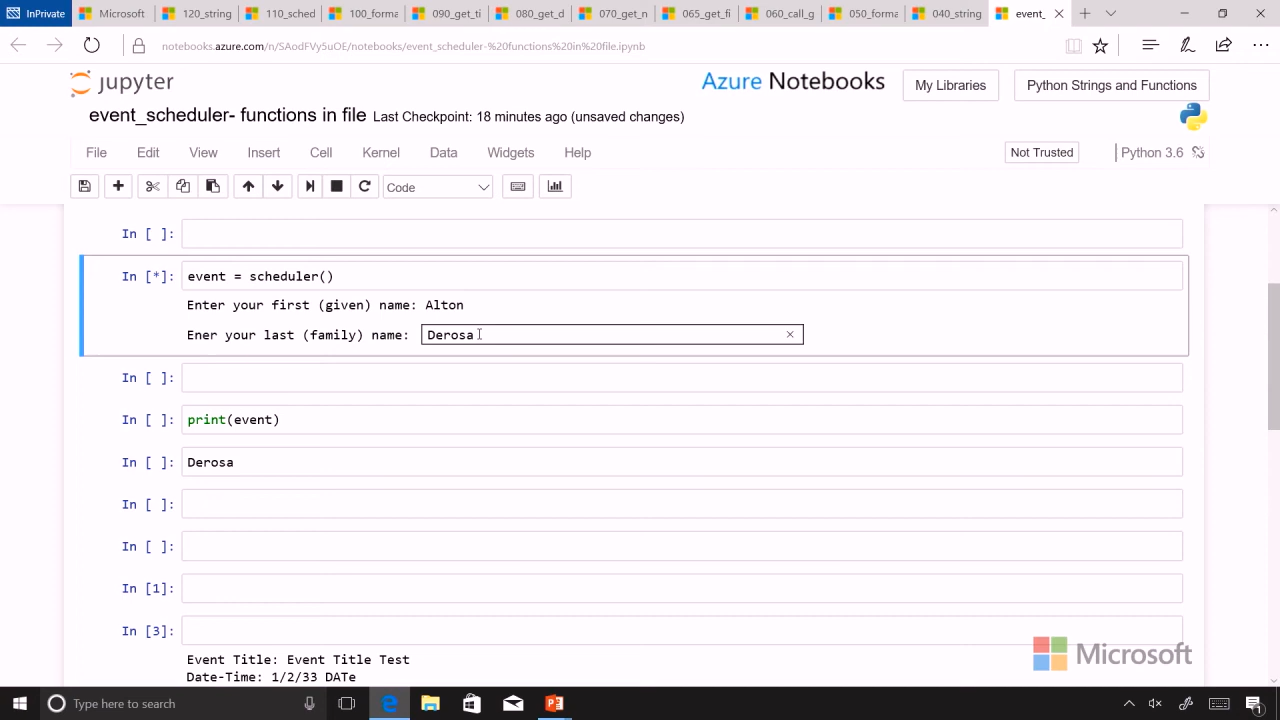 InPrivate
Microsoft
120_string
110_string
100_forma
090_get_s
080_get_d
070_get_n
065_get_fi
060_call_g
050_forma
040_string
event_
notebooks.azure.com/n/SAodFVy5uOE/notebooks/event_scheduler-%20functions%20in%20file.ipynb
jupyter
Azure Notebooks
My Libraries
Python Strings and Functions
event_scheduler- functions in file Last Checkpoint: 18 minutes ago (unsaved changes)
File Edit View Insert Cell Kernel Data Widgets Help
Not Trusted
Python 3.6
Code
In [ ]:
In [*]: event = scheduler()
Enter your first (given) name: Alton
Ener your last (family) name: Derosa
In [ ]:
In [ ]: print(event)
In [ ]: Derosa
In [ ]:
In [ ]:
In [1]:
In [3]:
Event Title: Event Title Test
Date-Time: 1/2/33 DATe
Microsoft
Type here to search